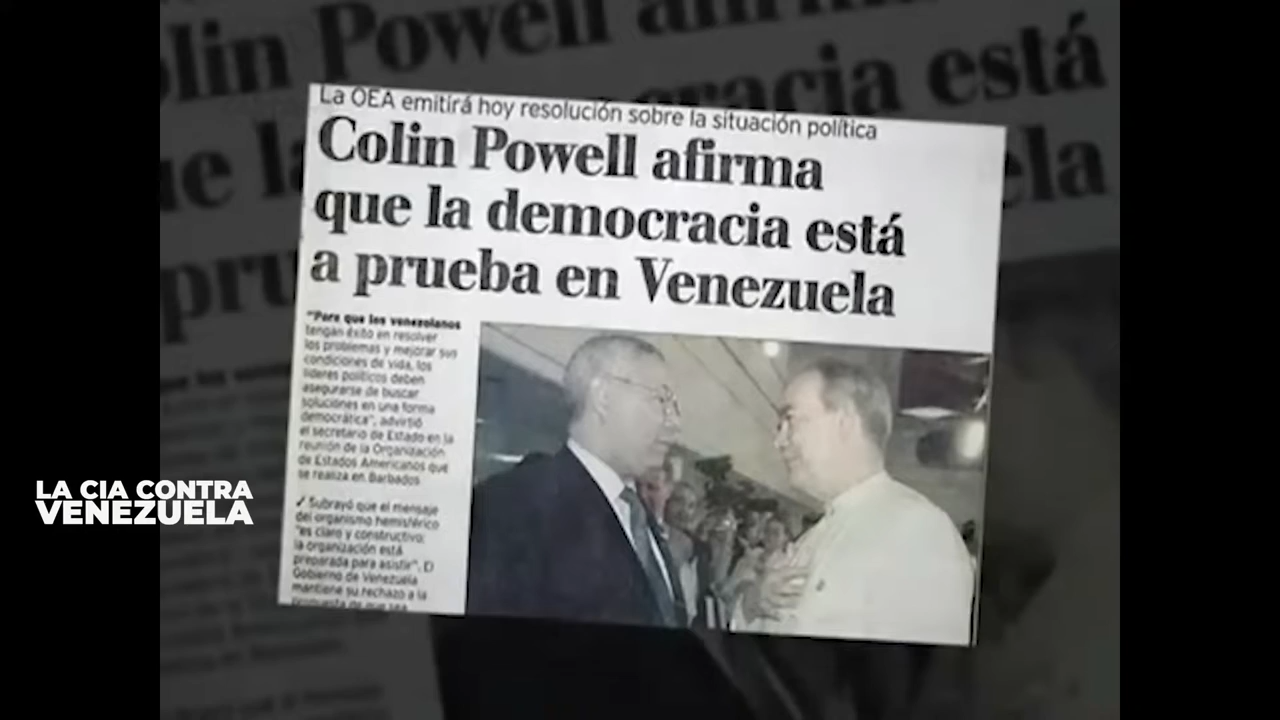 La OEA emitirá hoy resolución sobre la situación política
Colin Powell afirma
que la democracia está
a prueba en Venezuela
"Para que los venezolanos
tengan éxito en resolver
los problemas y mejorar sus
condiciones de vida, los
líderes políticos deben
asegurarse de buscar
soluciones en una forma
democrática", advirtió
el secretario de Estado en la
reunión de la Organización
de Estados Americanos que
se realiza en Barbados
✓ Subrayó que el mensaje
del organismo hemisférico
"es claro y constructivo:
la organización está
preparada para asistir". El
Gobierno de Venezuela
mantiene su rechazo a la
propuesta de que sea
LA CIA CONTRA
VENEZUELA